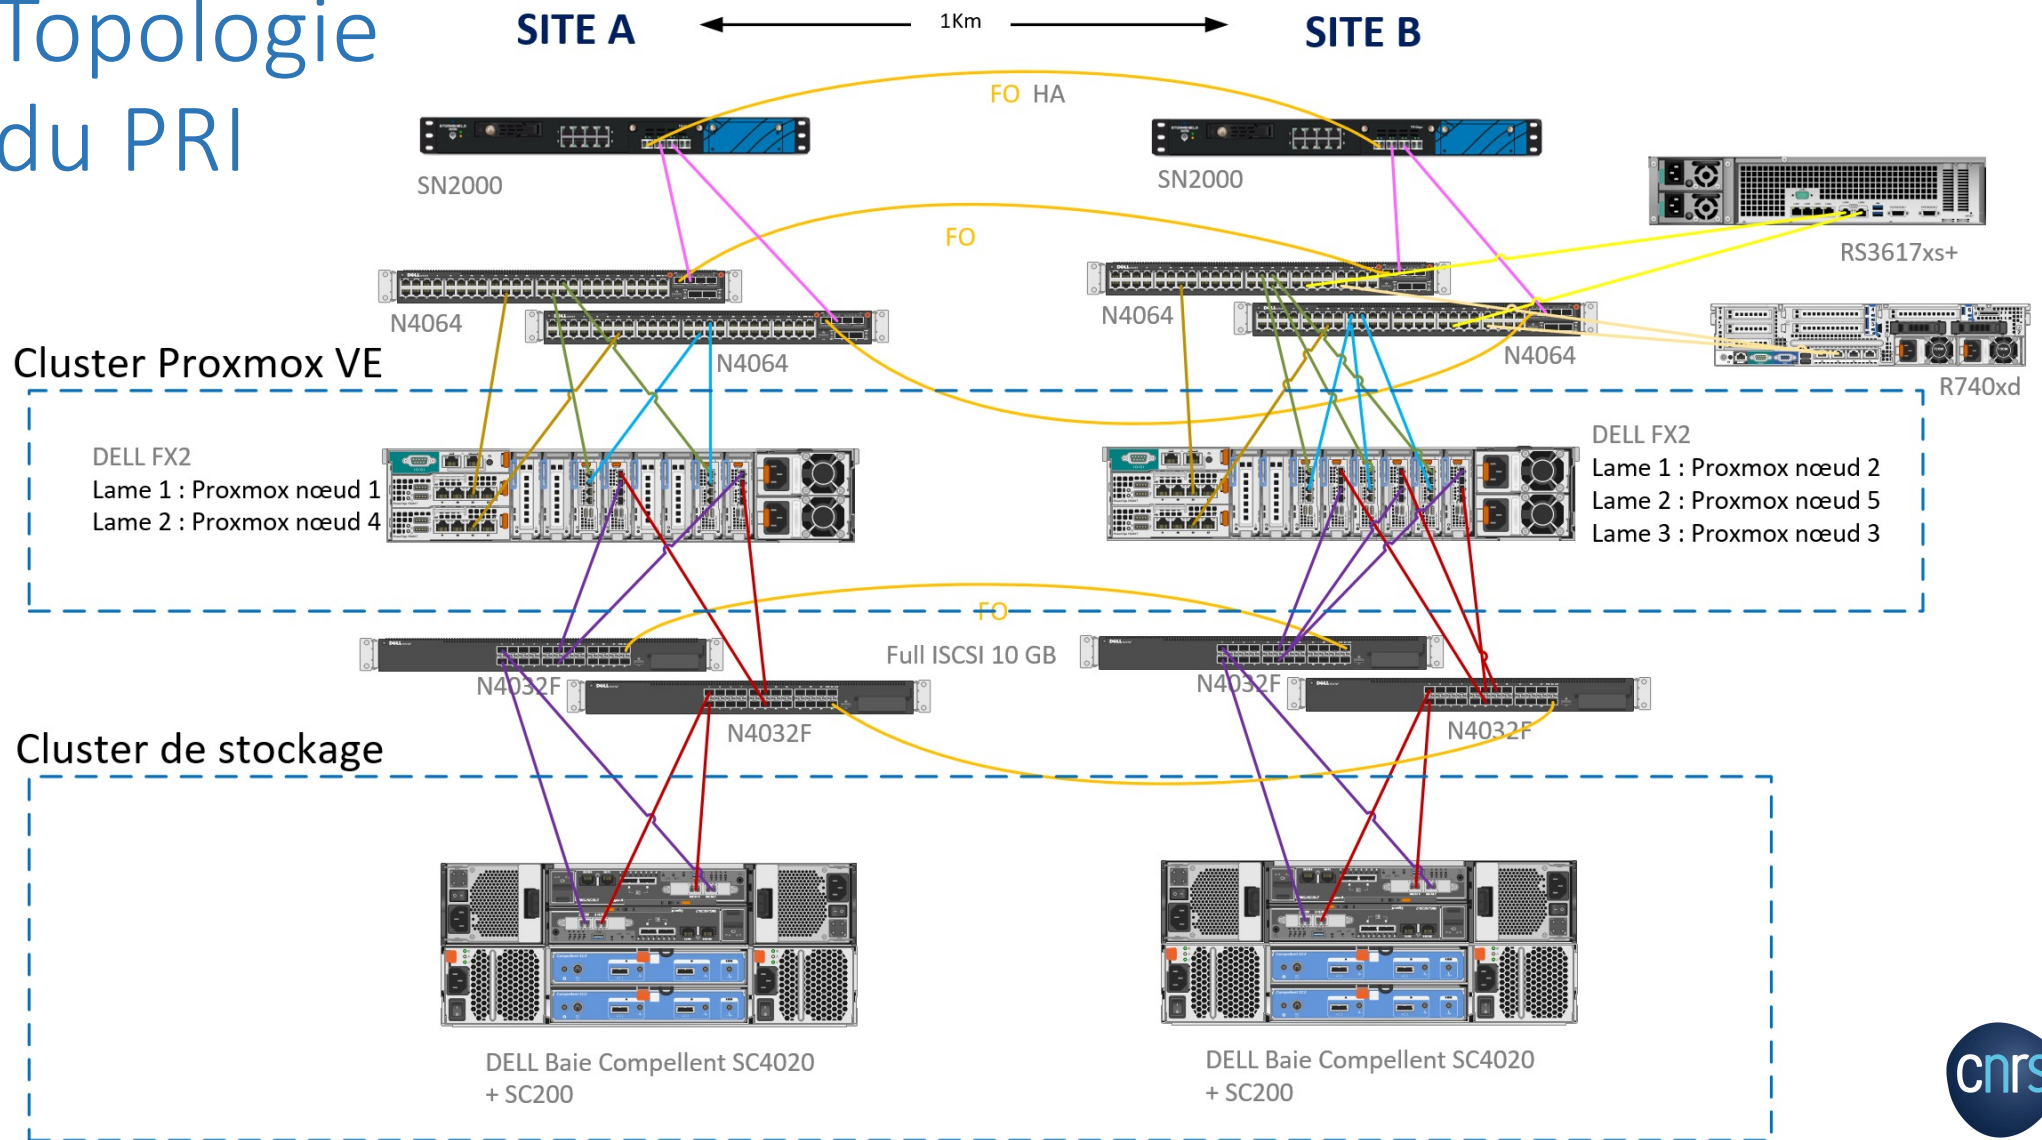 Topologie
du PRI
SITE A
1Km
SITE B
FO HA
SN2000
SN2000
RS3617xs+
FO
N4064
N4064
N4064
N4064
R740xd
Cluster Proxmox VE
DELL FX2
Lame 1 : Proxmox nœud 1
Lame 2 : Proxmox nœud 4
DELL FX2
Lame 1 : Proxmox nœud 2
Lame 2 : Proxmox nœud 5
Lame 3 : Proxmox nœud 3
FO
Full ISCSI 10 GB
N4032F
N4032F
N4032F
N4032F
Cluster de stockage
DELL Baie Compellent SC4020
+ SC200
DELL Baie Compellent SC4020
+ SC200
cnrs